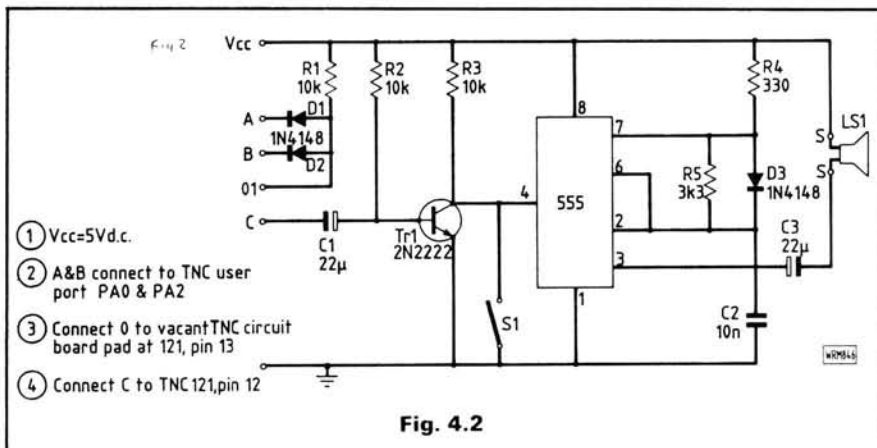 Fig 2
Vcc
R1
10k
R2
10k
R3
10k
R4
330
A
D1
1N4148
B
D2
01
C
C1
22µ
Tr1
2N2222
4
S1
8
7
6
2
3
1
555
R5
3k3
D3
1N4148
C3
22µ
C2
10n
S
S
LS1
1 Vcc=5Vd.c.
2 A&B connect to TNC user
port PA0 & PA2
3 Connect 0 to vacant TNC circuit
board pad at 121, pin 13
4 Connect C to TNC 121, pin 12
WRM846
Fig. 4.2